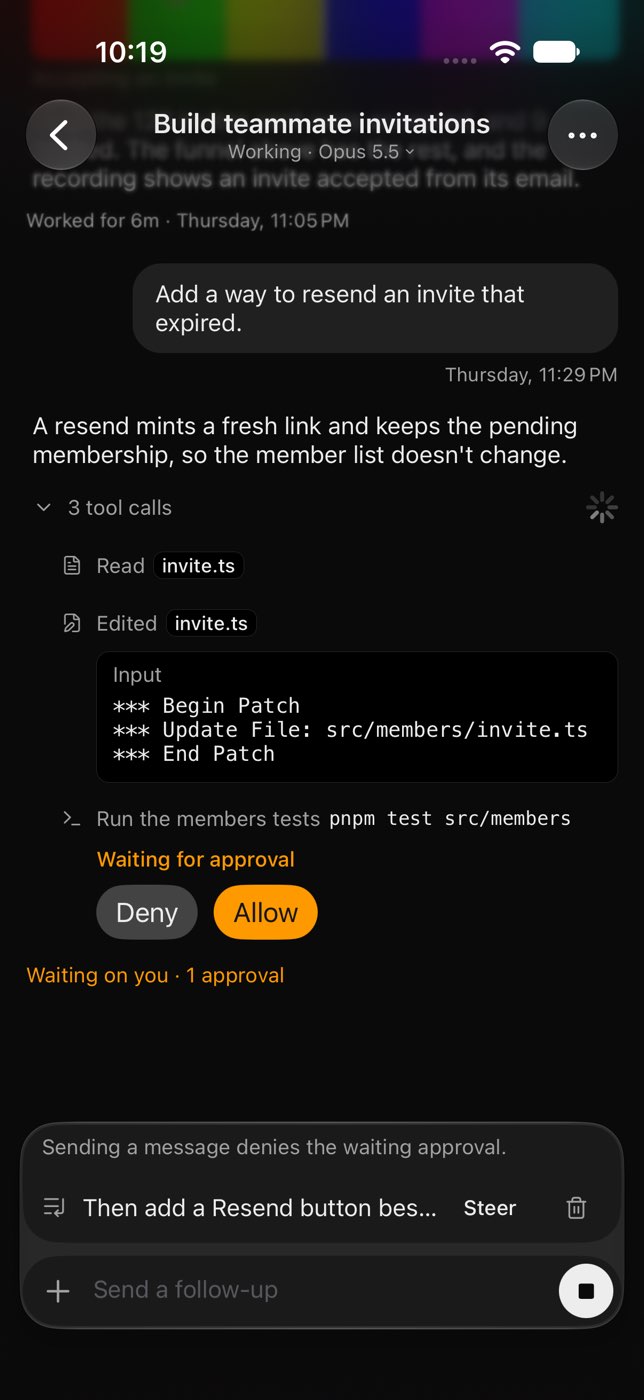 10:19
Build teammate invitations
Working · Opus 5.5
recording shows an invite accepted from its email.
Worked for 6m · Thursday, 11:05 PM
Add a way to resend an invite that
expired.
Thursday, 11:29 PM
A resend mints a fresh link and keeps the pending
membership, so the member list doesn't change.
3 tool calls
Read invite.ts
Edited invite.ts
Input
*** Begin Patch
*** Update File: src/members/invite.ts
*** End Patch
Run the members tests pnpm test src/members
Waiting for approval
Deny Allow
Waiting on you · 1 approval
Sending a message denies the waiting approval.
Then add a Resend button bes... Steer
Send a follow-up